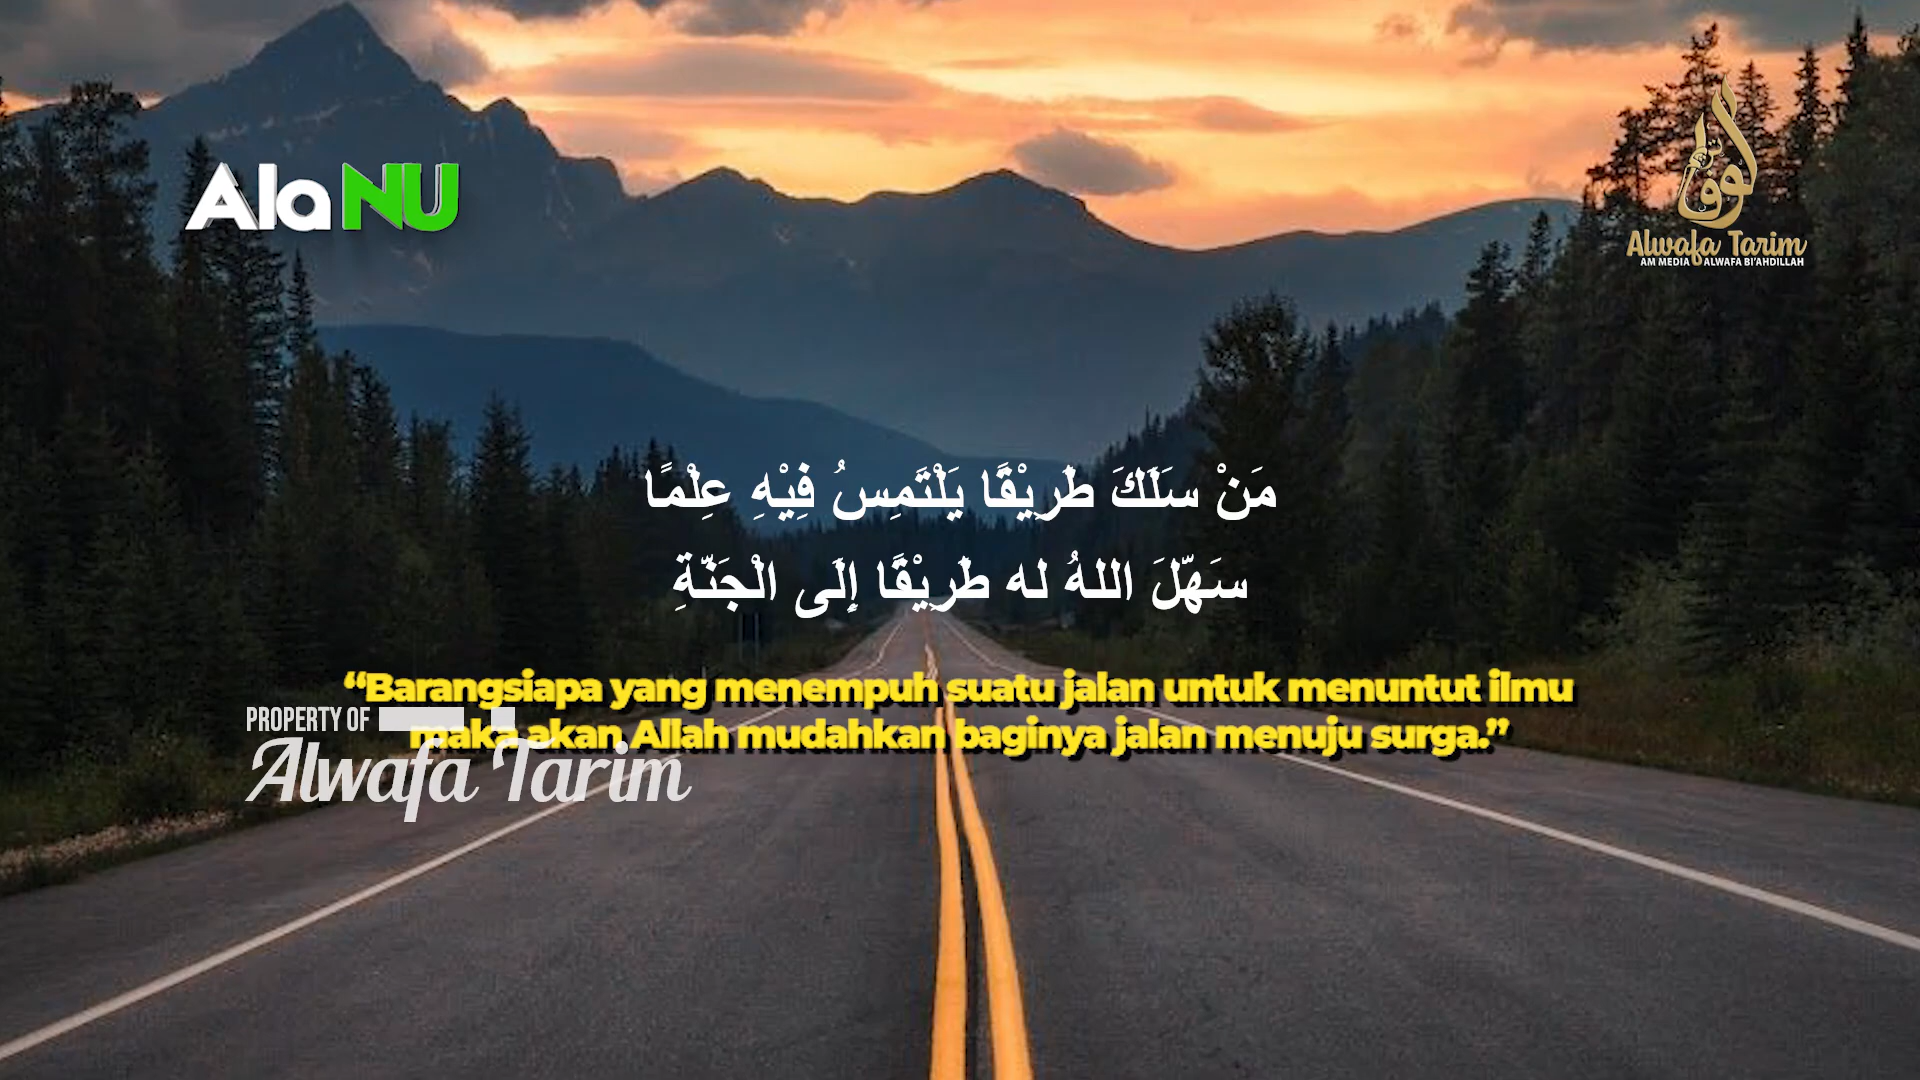 Ala NU
Alwafa Tarim
AM MEDIA ALWAFA BI'AHDILLAH
مَنْ سَلَكَ طَرِيْقًا يَلْتَمِسُ فِيْهِ عِلْمًا
سَهَّلَ اللهُ له طَرِيْقًا إِلَى الْجَنَّةِ
“Barangsiapa yang menempuh suatu jalan untuk menuntut ilmu
maka akan Allah mudahkan baginya jalan menuju surga.”
PROPERTY OF
Alwafa Tarim